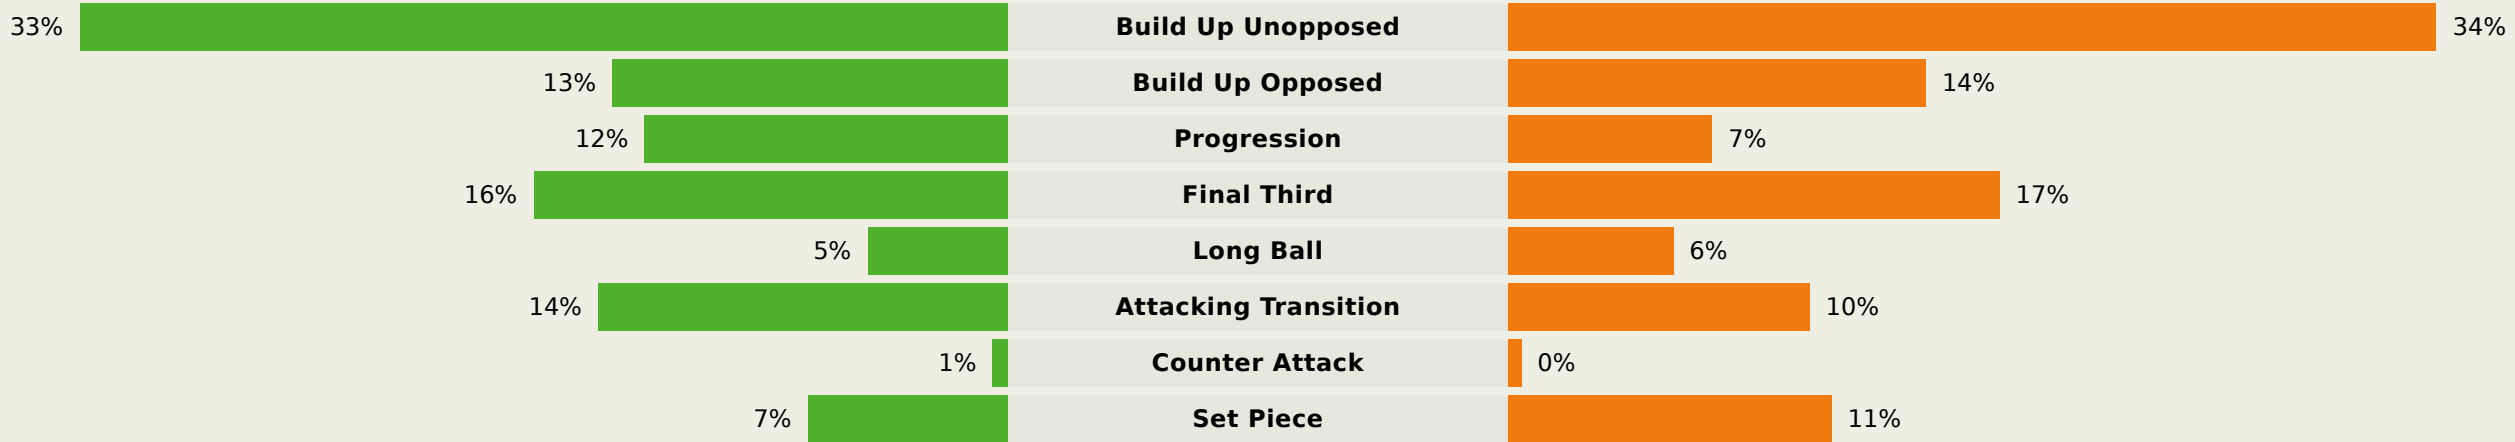 33% Build Up Unopposed 34%
13% Build Up Opposed 14%
12% Progression 7%
16% Final Third 17%
5% Long Ball 6%
14% Attacking Transition 10%
1% Counter Attack 0%
7% Set Piece 11%